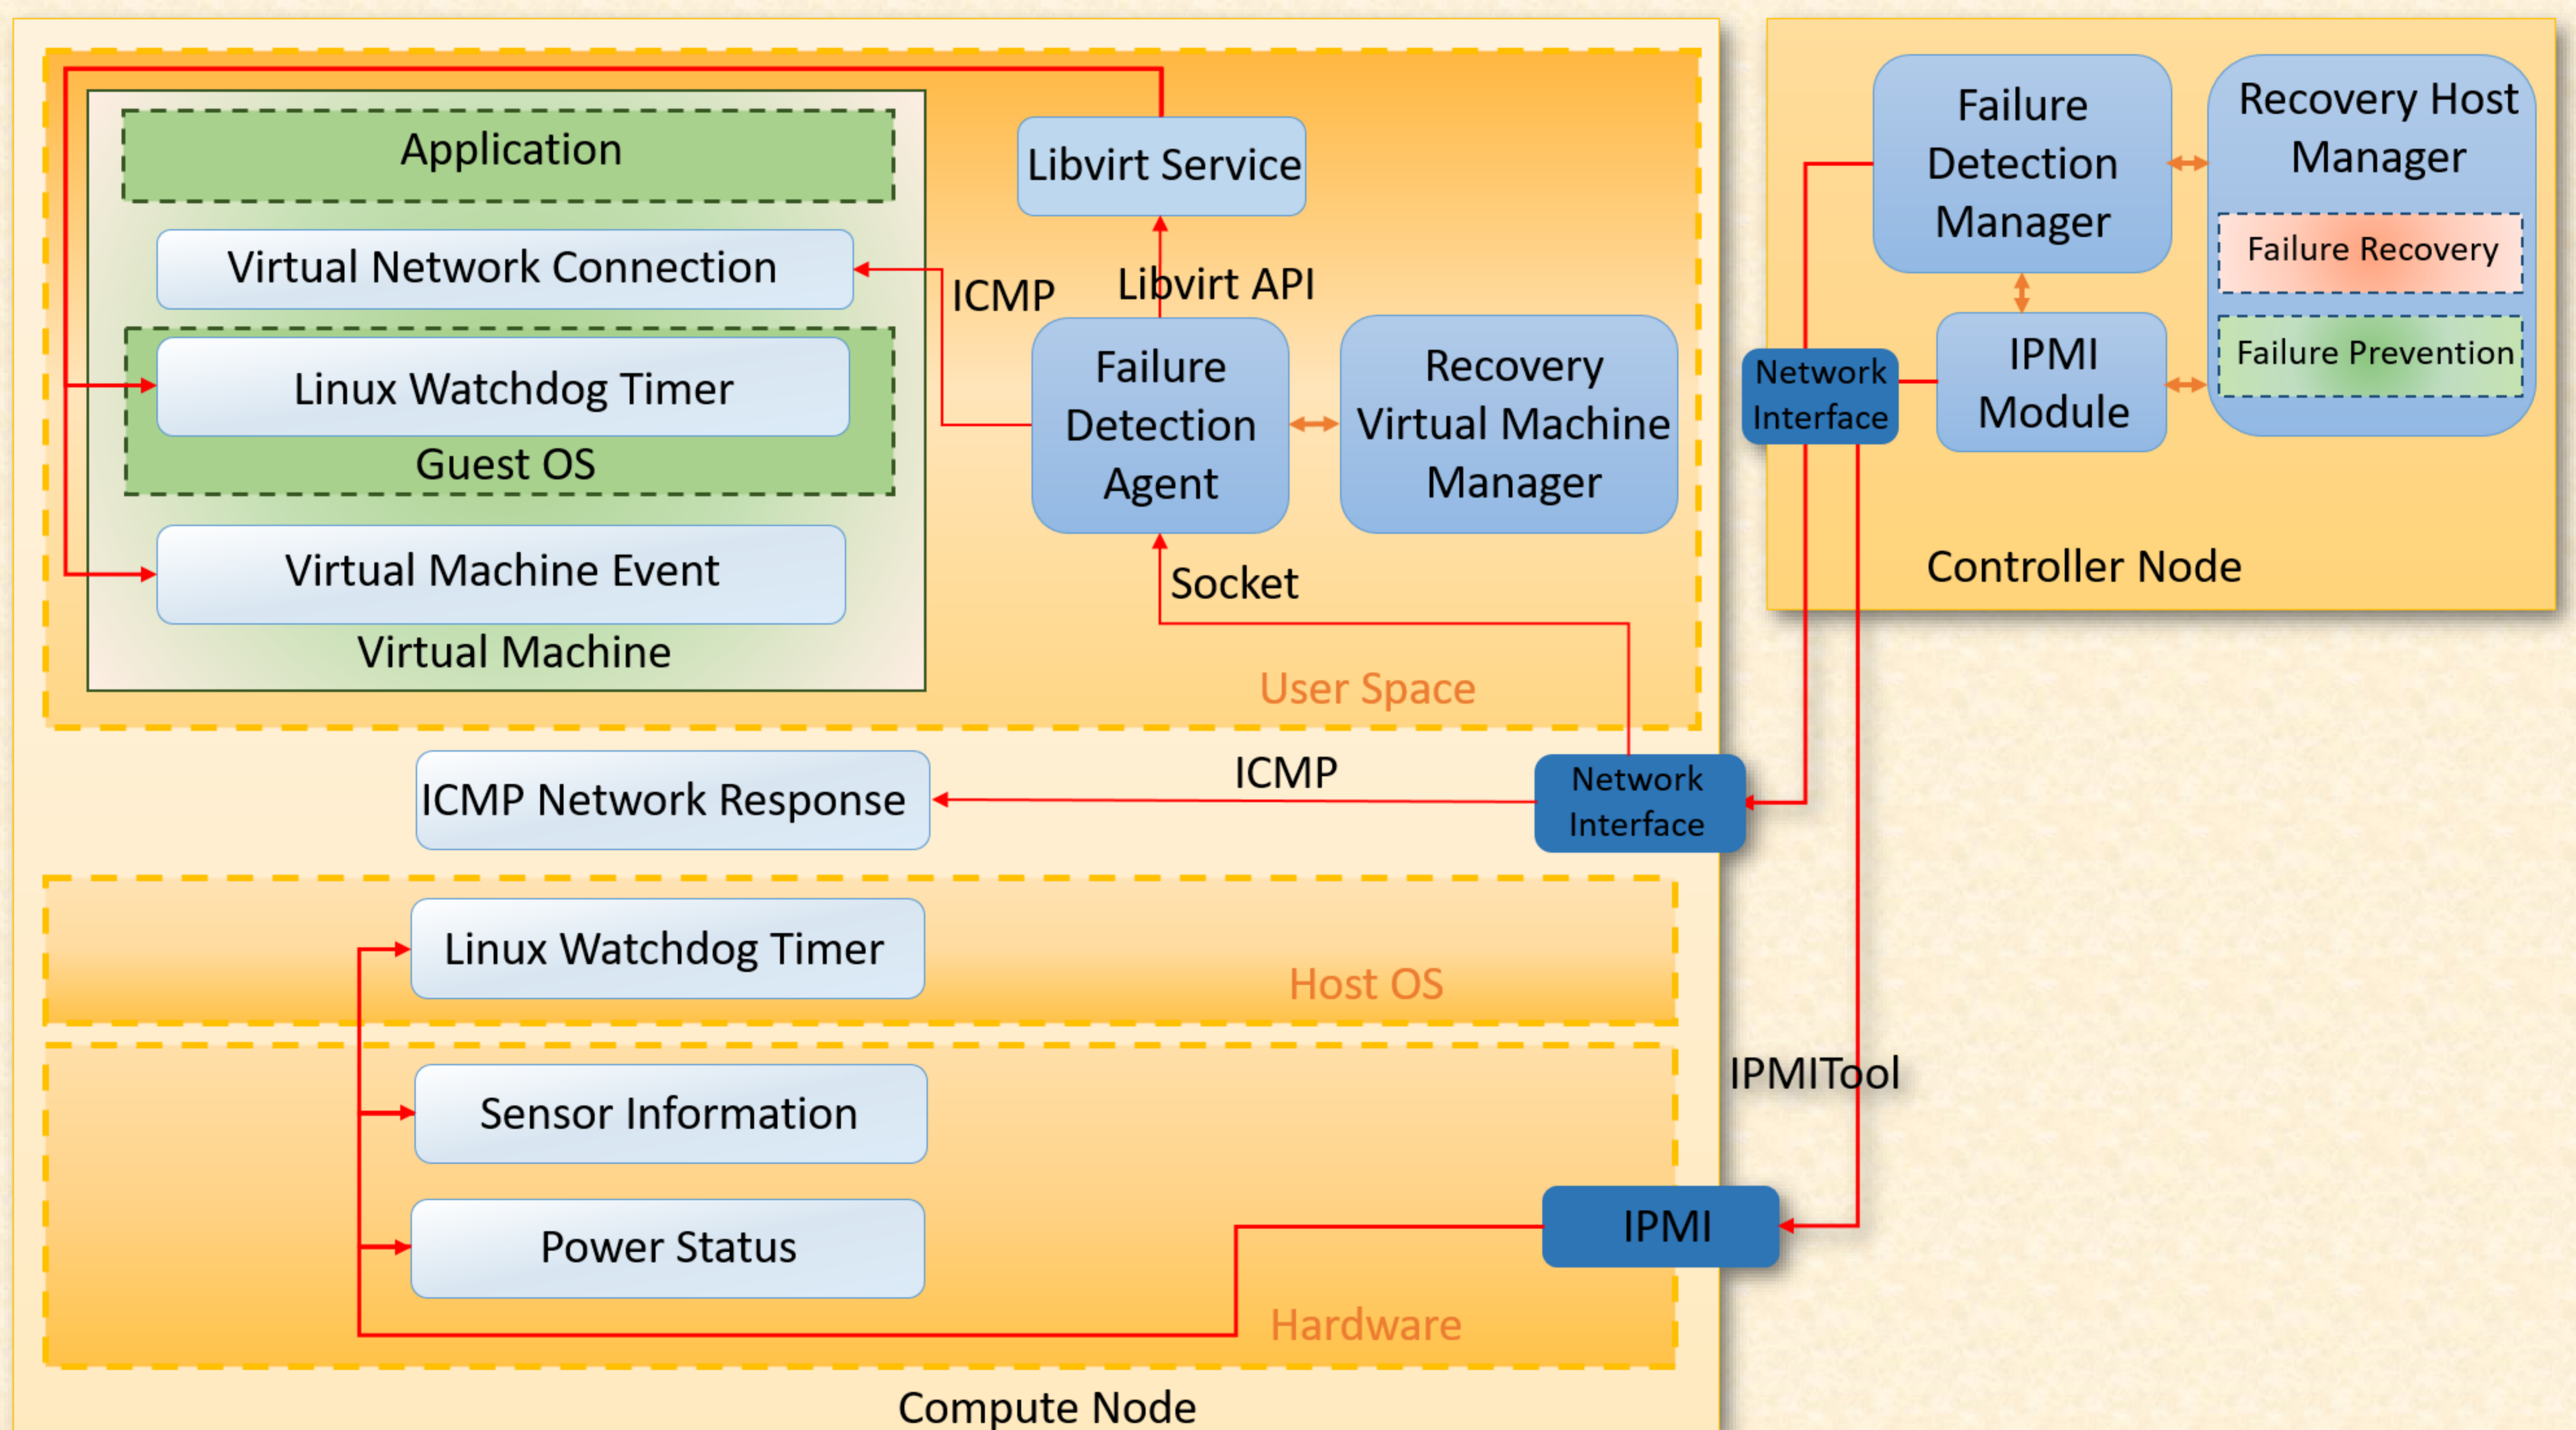 Application
Virtual Network Connection
Linux Watchdog Timer
Guest OS
Virtual Machine Event
Virtual Machine
Libvirt Service
ICMP
Libvirt API
Failure
Detection
Agent
Recovery
Virtual Machine
Manager
Socket
User Space
ICMP Network Response
ICMP
Network
Interface
Linux Watchdog Timer
Host OS
Sensor Information
Power Status
IPMI
Hardware
Compute Node
IPMITool
Failure
Detection
Manager
Recovery Host
Manager
Failure Recovery
Failure Prevention
Network
Interface
IPMI
Module
Controller Node